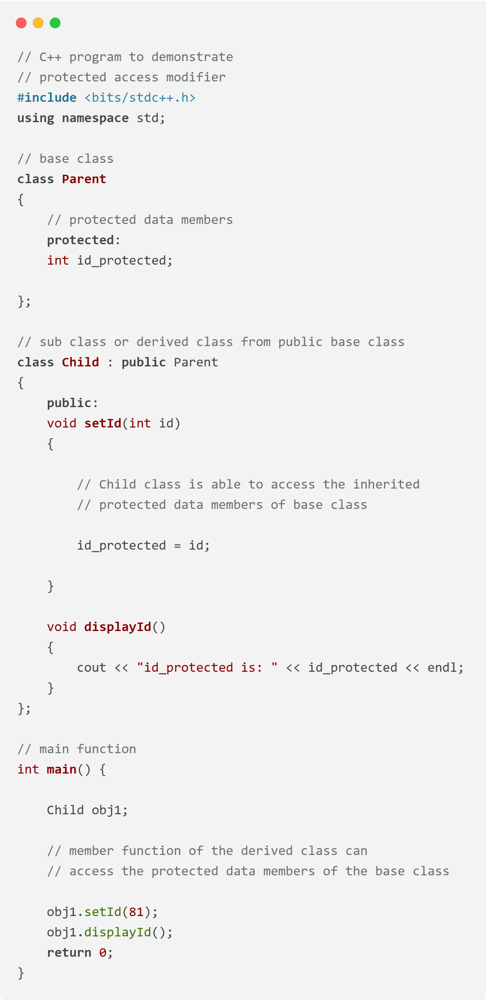 // C++ program to demonstrate
// protected access modifier
#include <bits/stdc++.h>
using namespace std;

// base class
class Parent
{
    // protected data members
    protected:
    int id_protected;

};

// sub class or derived class from public base class
class Child : public Parent
{
    public:
    void setId(int id)
    {

        // Child class is able to access the inherited
        // protected data members of base class

        id_protected = id;

    }

    void displayId()
    {
        cout << "id_protected is: " << id_protected << endl;
    }
};

// main function
int main() {

    Child obj1;

    // member function of the derived class can
    // access the protected data members of the base class

    obj1.setId(81);
    obj1.displayId();
    return 0;
}